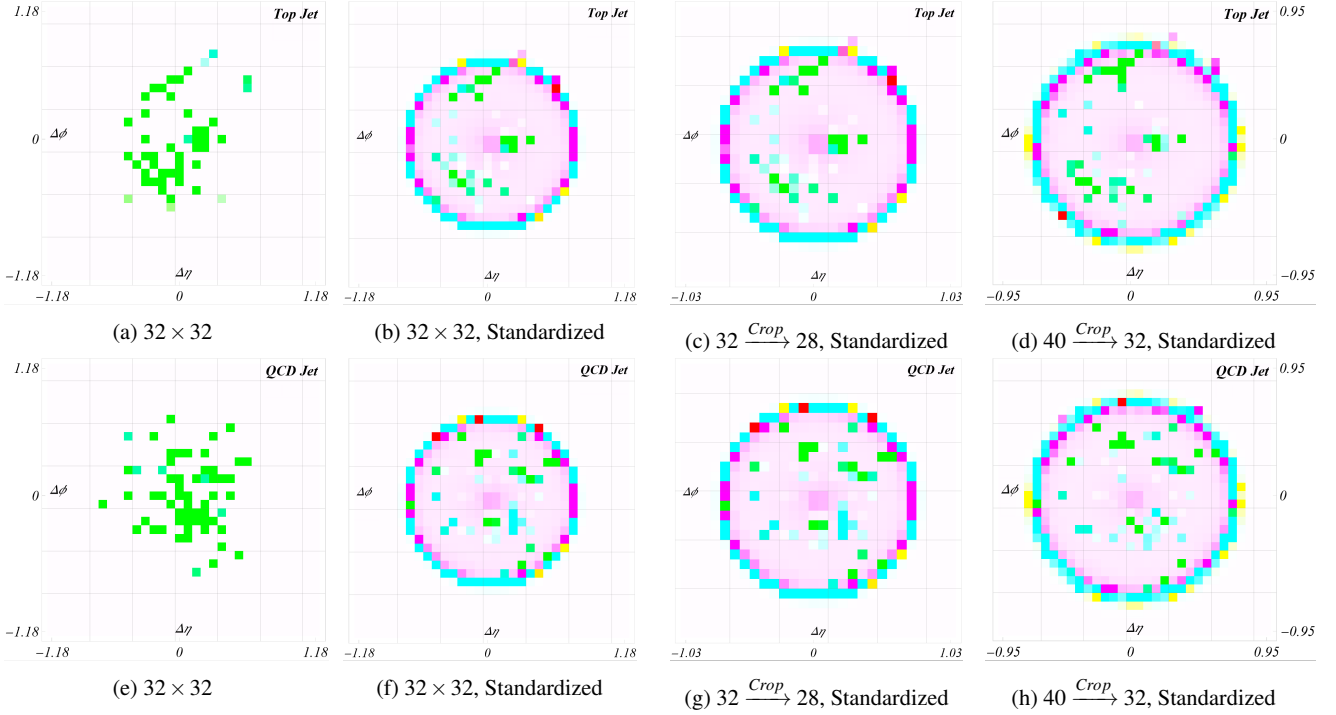 1.18 Top Jet Top Jet Top Jet Top Jet 0.95
0 Δϕ Δϕ Δϕ Δϕ 0
−1.18 Δη Δη Δη Δη −0.95
−1.18 0 1.18 −1.18 0 1.18 −1.03 0 1.03 −0.95 0 0.95
(a) 32 × 32 (b) 32 × 32, Standardized (c) 32 Crop⟶ 28, Standardized (d) 40 Crop⟶ 32, Standardized
1.18 QCD Jet QCD Jet QCD Jet QCD Jet 0.95
0 Δϕ Δϕ Δϕ Δϕ 0
−1.18 Δη Δη Δη Δη −0.95
−1.18 0 1.18 −1.18 0 1.18 −1.03 0 1.03 −0.95 0 0.95
(e) 32 × 32 (f) 32 × 32, Standardized (g) 32 Crop⟶ 28, Standardized (h) 40 Crop⟶ 32, Standardized